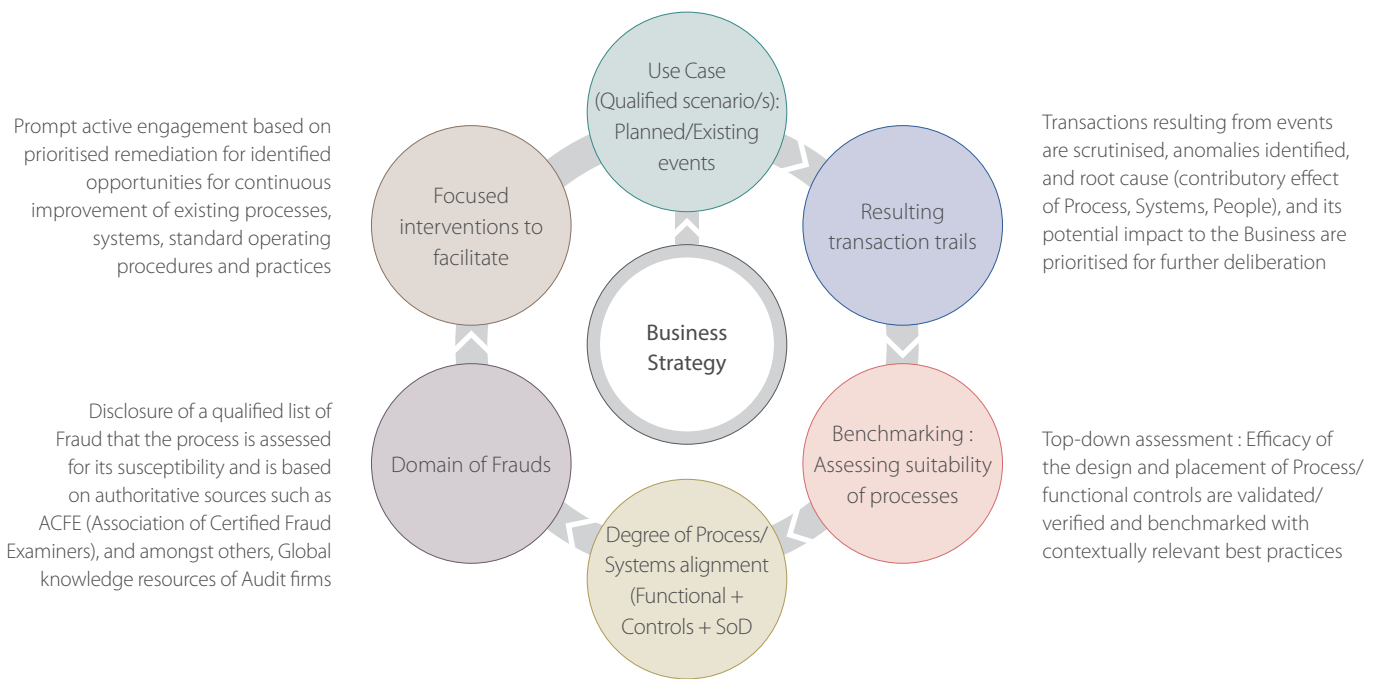 Use Case
(Qualified scenario/s):
Planned/Existing
events
Prompt active engagement based on
prioritised remediation for identified
opportunities for continuous
improvement of existing processes,
systems, standard operating
procedures and practices
Focused
interventions to
facilitate
Resulting
transaction trails
Transactions resulting from events
are scrutinised, anomalies identified,
and root cause (contributory effect
of Process, Systems, People), and its
potential impact to the Business are
prioritised for further deliberation
Business
Strategy
Disclosure of a qualified list of
Fraud that the process is assessed
for its susceptibility and is based
on authoritative sources such as
ACFE (Association of Certified Fraud
Examiners), and amongst others, Global
knowledge resources of Audit firms
Domain of Frauds
Benchmarking :
Assessing suitability
of processes
Top-down assessment : Efficacy of
the design and placement of Process/
functional controls are validated/
verified and benchmarked with
contextually relevant best practices
Degree of Process/
Systems alignment
(Functional +
Controls + SoD